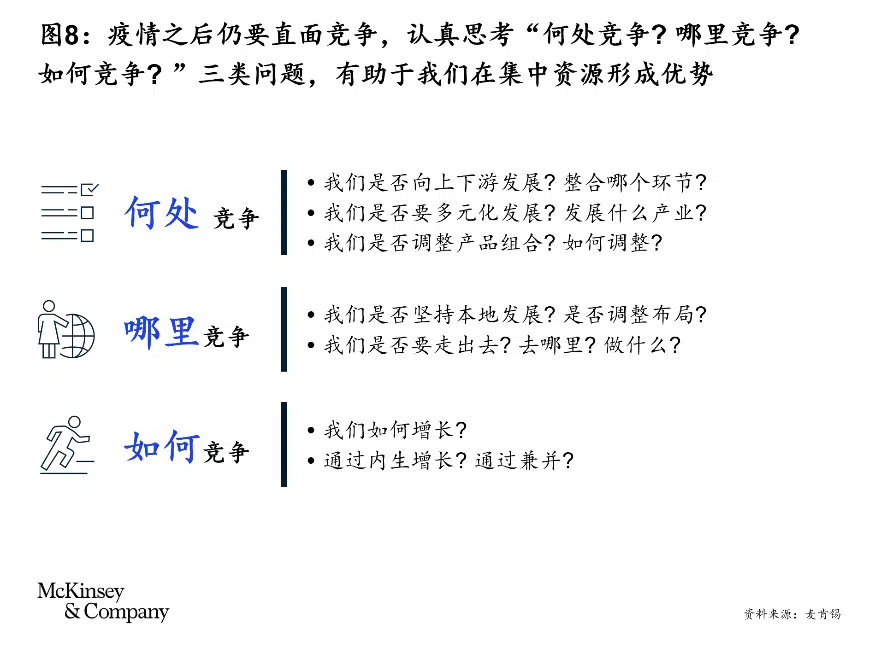 图8：疫情之后仍要直面竞争，认真思考“何处竞争? 哪里竞争?
如何竞争? ”三类问题，有助于我们在集中资源形成优势
何处 竞争
• 我们是否向上下游发展? 整合哪个环节?
• 我们是否要多元化发展? 发展什么产业?
• 我们是否调整产品组合? 如何调整?
哪里竞争
• 我们是否坚持本地发展? 是否调整布局?
• 我们是否要走出去? 去哪里? 做什么?
如何竞争
• 我们如何增长?
• 通过内生增长? 通过兼并?
McKinsey
& Company
资料来源：麦肯锡